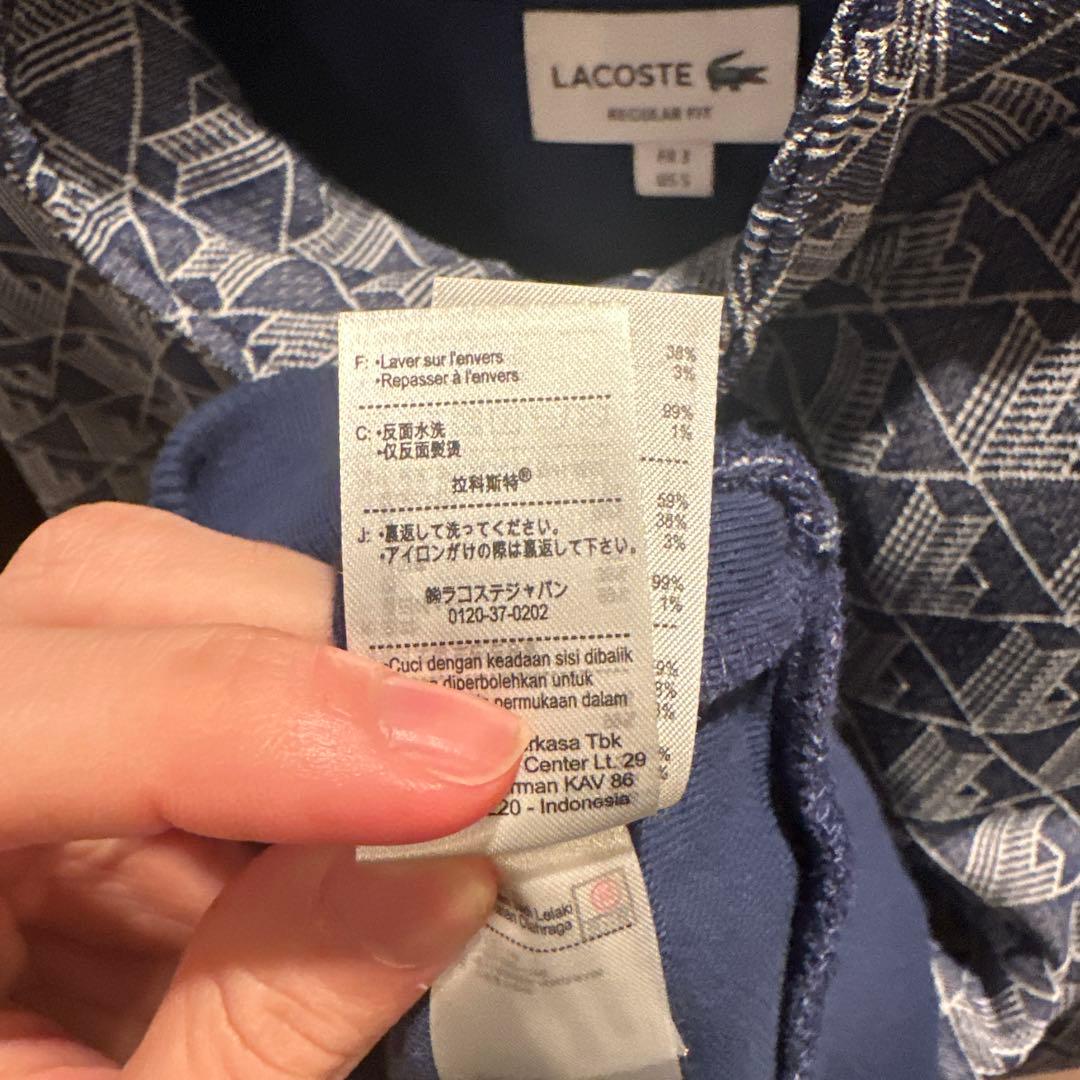 LACOSTE
REGULAR FIT
FR 3
US S
F: •Laver sur l'envers
•Repasser à l'envers
C: •反面水洗
•仅反面熨烫
拉科斯特®
J: •裏返して洗ってください。
•アイロンがけの際は裏返して下さい。
㈱ラコステジャパン
0120-37-0202
Cuci dengan keadaan sisi dibalik
diperbolehkan untuk
permukaan dalam
Tbk
Center Lt. 29
KAV 86
- Indonesia
38%
3%
99%
1%
59%
38%
3%
99%
1%
Lelaki
Olahraga